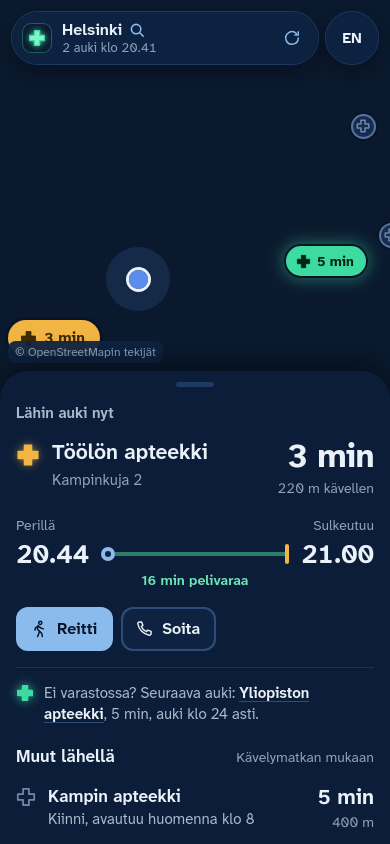 Helsinki
2 auki klo 20.41
EN
5 min
3 min
© OpenStreetMapin tekijät
Lähin auki nyt
Töölön apteekki
3 min
Kampinkuja 2
220 m kävellen
Perillä
Sulkeutuu
20.44
21.00
16 min pelivaraa
Reitti
Soita
Ei varastossa? Seuraava auki: Yliopiston
apteekki, 5 min, auki klo 24 asti.
Muut lähellä
Kävelymatkan mukaan
Kampin apteekki
5 min
Kiinni, avautuu huomenna klo 8
400 m